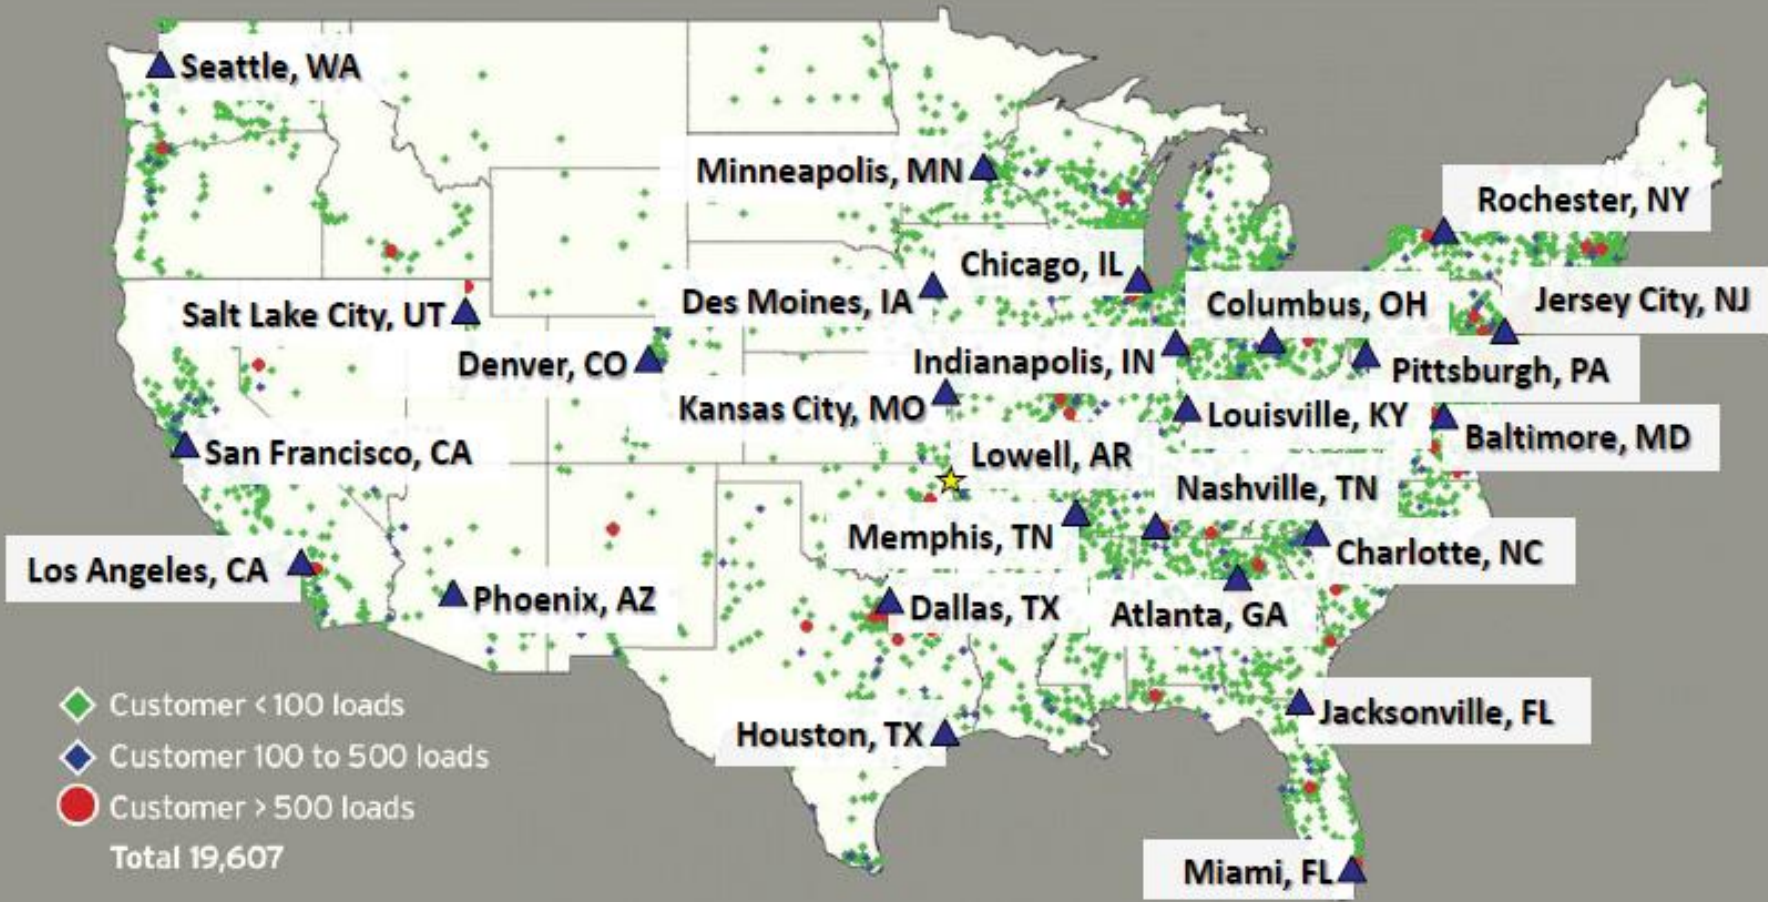 Seattle, WA
Minneapolis, MN
Rochester, NY
Chicago, IL
Des Moines, IA
Columbus, OH
Jersey City, NJ
Salt Lake City, UT
Denver, CO
Indianapolis, IN
Pittsburgh, PA
Kansas City, MO
Louisville, KY
Baltimore, MD
San Francisco, CA
Lowell, AR
Nashville, TN
Memphis, TN
Charlotte, NC
Los Angeles, CA
Phoenix, AZ
Dallas, TX
Atlanta, GA
Jacksonville, FL
Houston, TX
Miami, FL
Customer < 100 loads
Customer 100 to 500 loads
Customer > 500 loads
Total 19,607